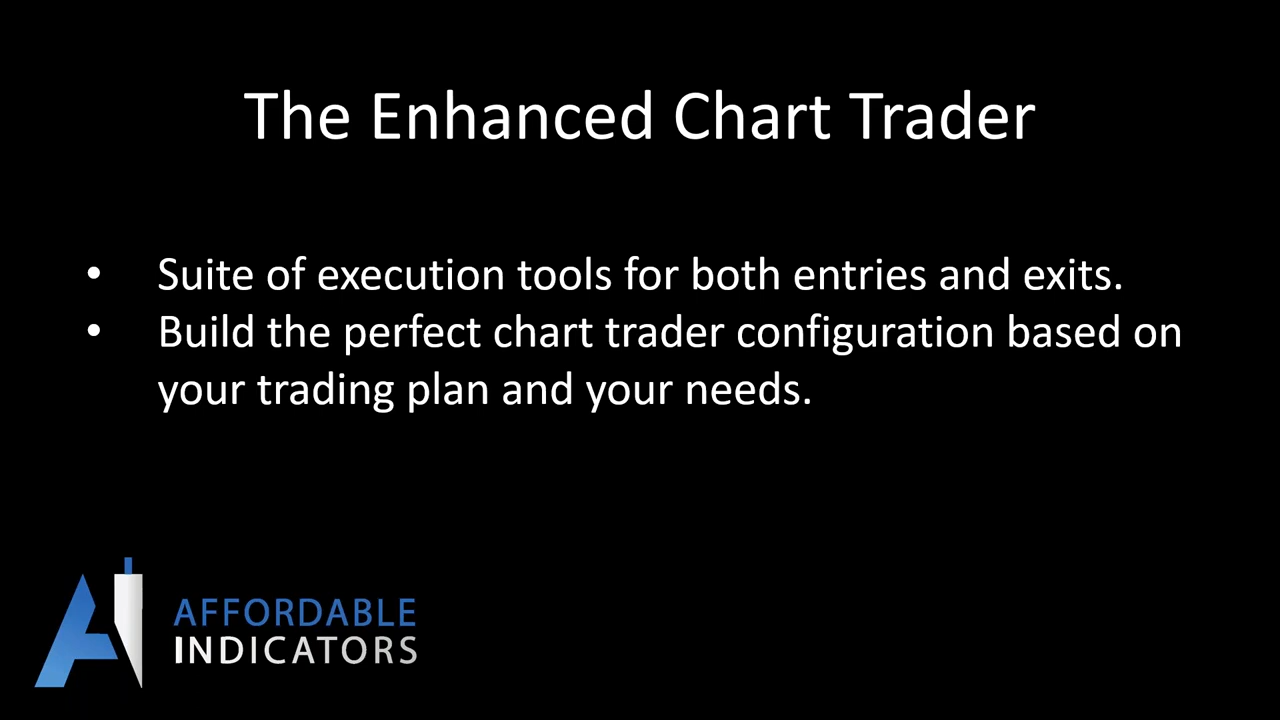 The Enhanced Chart Trader
• Suite of execution tools for both entries and exits.
• Build the perfect chart trader configuration based on
your trading plan and your needs.
AFFORDABLE
INDICATORS